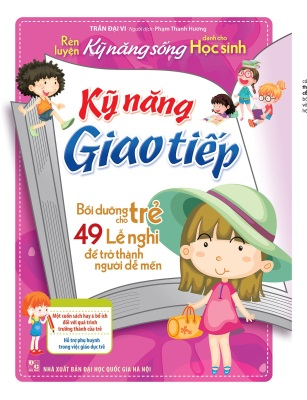 TRẦN ĐẠI VI Người dịch: Phạm Thanh Hương
Rèn luyện Kỹ năng sống dành cho Học sinh
Kỹ năng
Giao tiếp
Bồi dưỡng cho trẻ
49 Lễ nghi
để trở thành
người dễ mến
Một cuốn sách hay & bổ ích
đối với quá trình
trưởng thành của trẻ
Hỗ trợ phụ huynh
trong việc giáo dục trẻ
NHÀ XUẤT BẢN ĐẠI HỌC QUỐC GIA HÀ NỘI